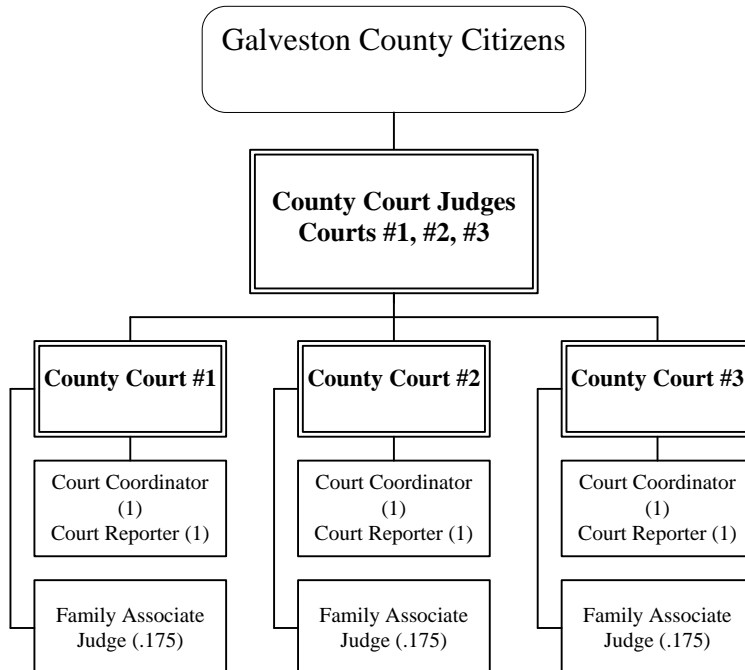 Galveston County Citizens
County Court Judges
Courts #1, #2, #3
County Court #1
Court Coordinator
(1)
Court Reporter (1)
Family Associate
Judge (.175)
County Court #2
Court Coordinator
(1)
Court Reporter (1)
Family Associate
Judge (.175)
County Court #3
Court Coordinator
(1)
Court Reporter (1)
Family Associate
Judge (.175)